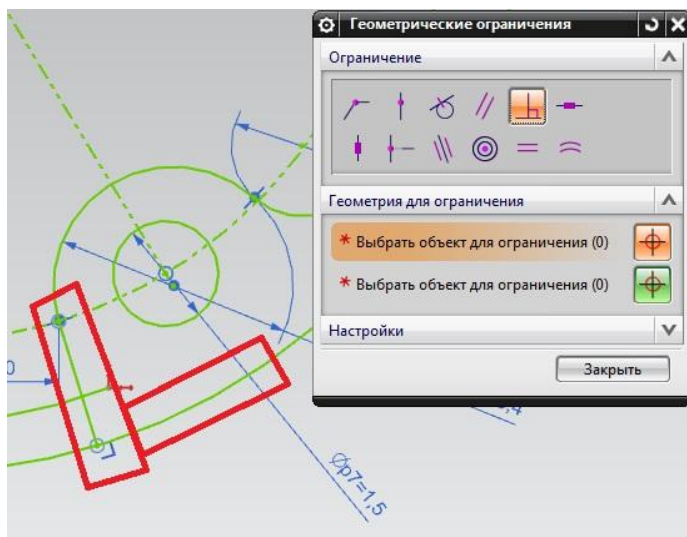 Геометрические ограничения
Ограничение
Геометрия для ограничения
* Выбрать объект для ограничения (0)
* Выбрать объект для ограничения (0)
Настройки
Закрыть
Øp7=1,5